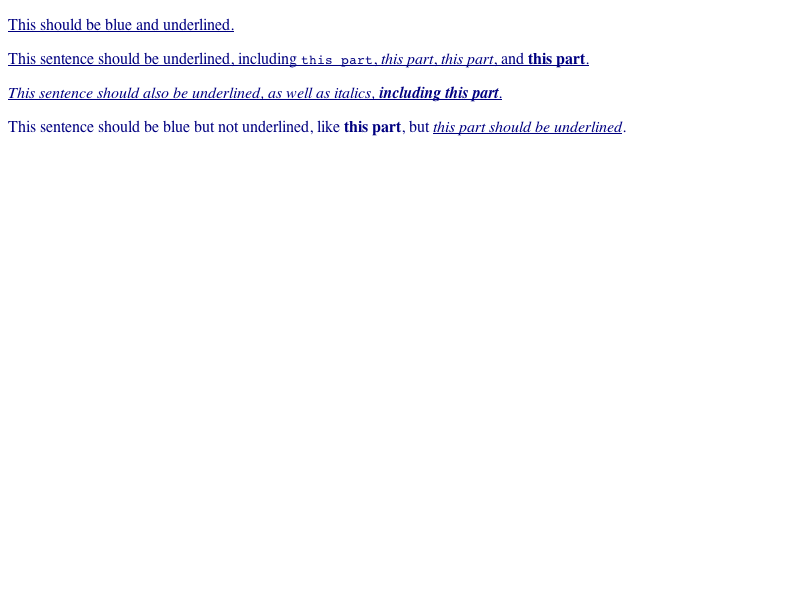 This should be blue and underlined.
This sentence should be underlined, including this part, this part, this part, and this part.
This sentence should also be underlined, as well as italics, including this part.
This sentence should be blue but not underlined, like this part, but this part should be underlined.